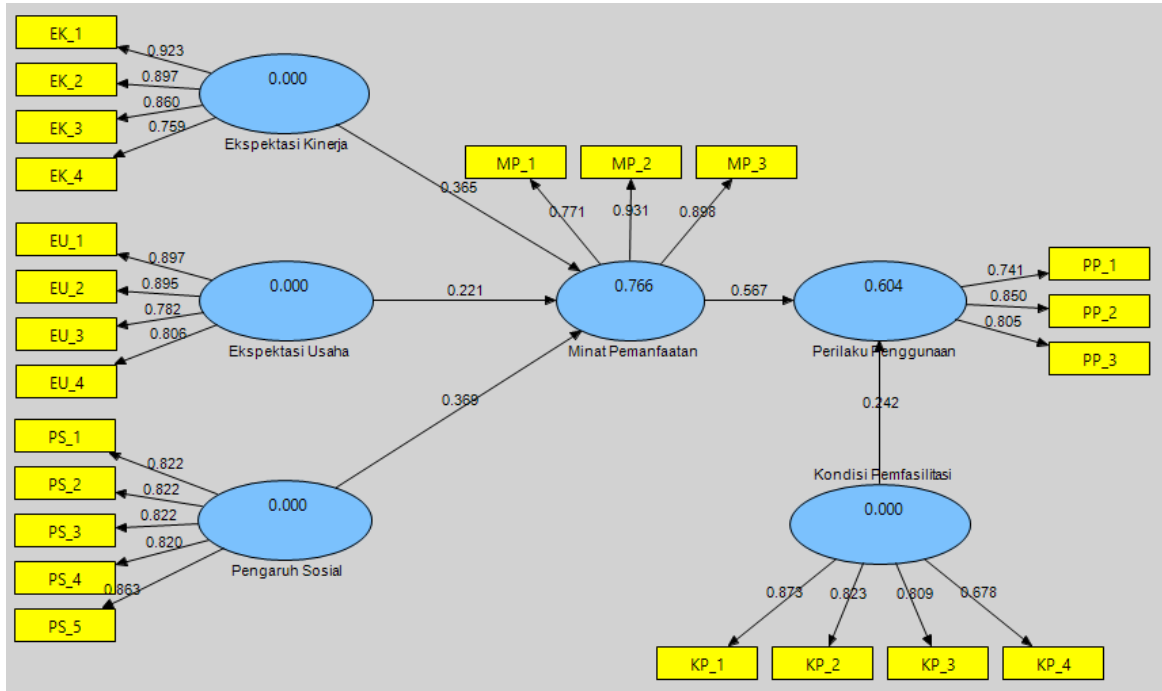 EK_1
0.923
EK_2
0.897
EK_3
0.860
EK_4
0.759
0.000
Ekspektasi Kinerja
0.365
MP_1
MP_2
MP_3
0.771
0.931
0.898
EU_1
0.897
EU_2
0.895
EU_3
0.782
EU_4
0.806
0.000
Ekspektasi Usaha
0.221
0.766
Minat Pemanfaatan
0.567
0.604
Perilaku Penggunaan
0.741
PP_1
0.850
PP_2
0.805
PP_3
0.369
0.242
PS_1
0.822
PS_2
0.822
PS_3
0.822
PS_4
0.820
PS_5
0.863
0.000
Pengaruh Sosial
Kondisi Pemfasilitasi
0.000
0.873
0.823
0.809
0.678
KP_1
KP_2
KP_3
KP_4